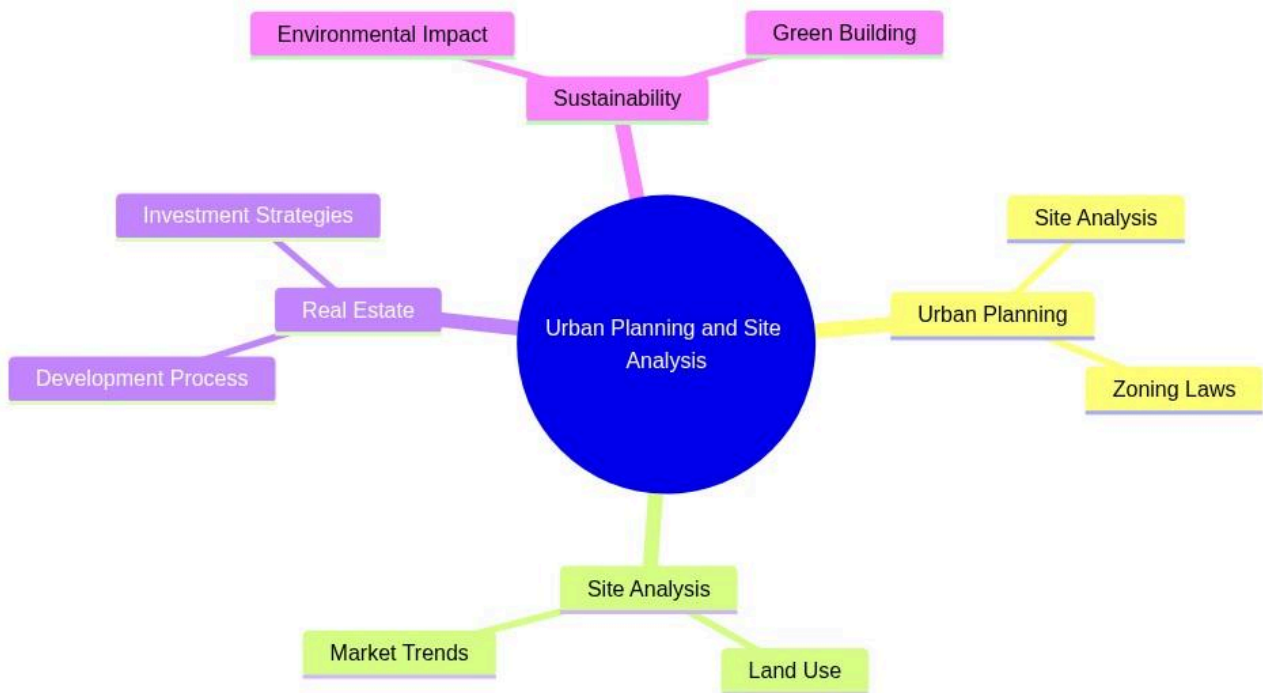 Environmental Impact
Green Building
Sustainability
Investment Strategies
Site Analysis
Real Estate
Urban Planning
Urban Planning and Site
Analysis
Development Process
Zoning Laws
Site Analysis
Market Trends
Land Use